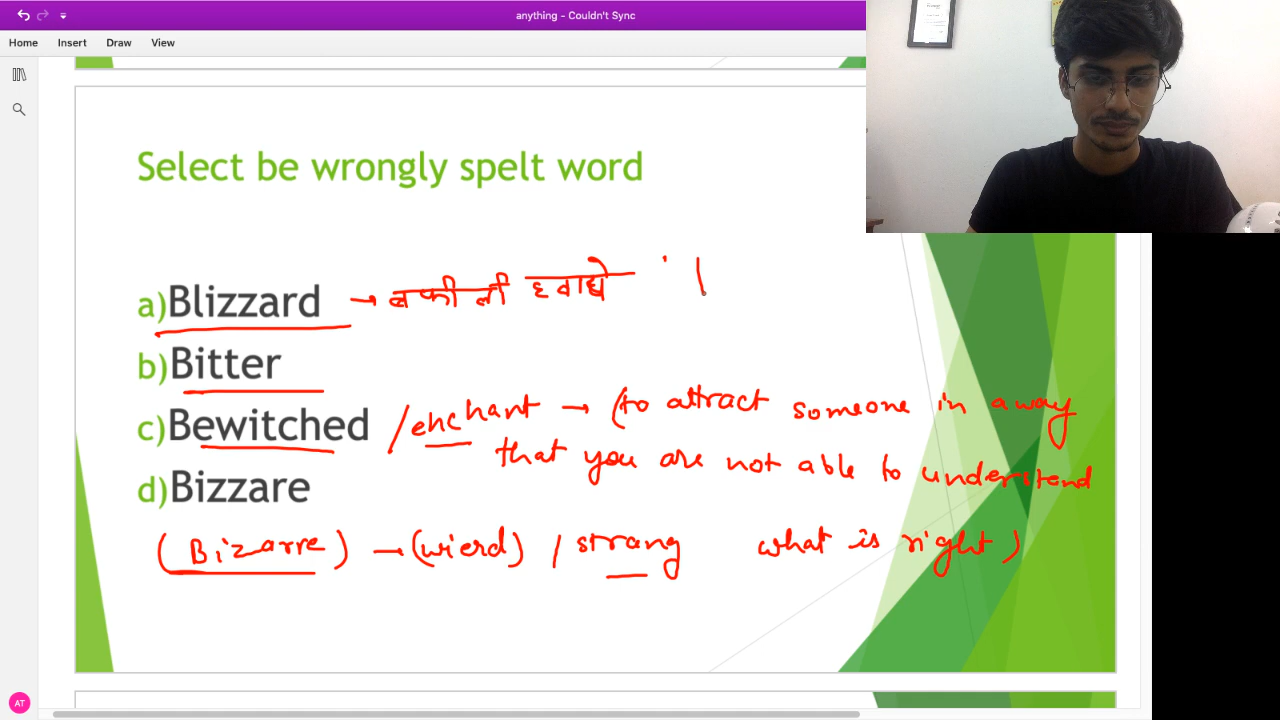 anything - Couldn't Sync
Home Insert Draw View
Select be wrongly spelt word
a)Blizzard → बर्फीली हवाये
b)Bitter
c)Bewitched /enchant → (to attract someone in a way
that you are not able to understand
d)Bizzare
(Bizarre) → (wierd) / strang what is right)
AT